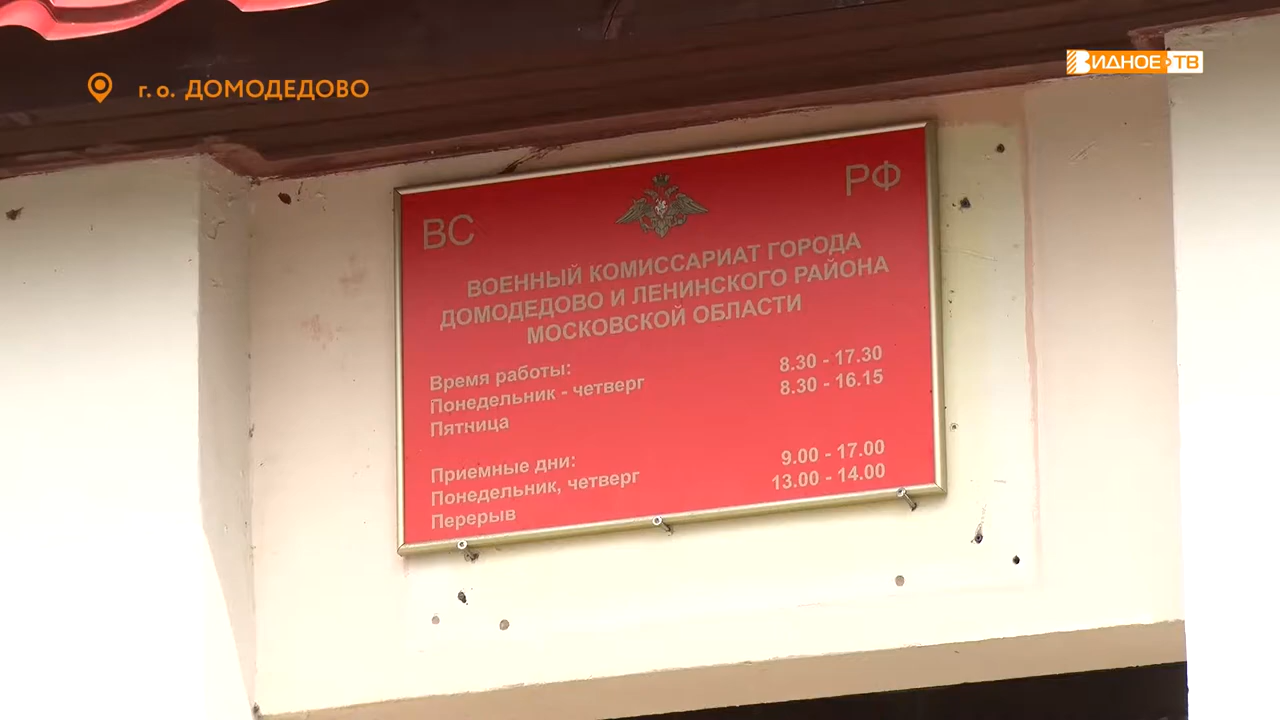 г. о. ДОМОДЕДОВО
ВИДНОЕ ТВ
ВС РФ
ВОЕННЫЙ КОМИССАРИАТ ГОРОДА
ДОМОДЕДОВО И ЛЕНИНСКОГО РАЙОНА
МОСКОВСКОЙ ОБЛАСТИ
Время работы:
Понедельник - четверг 8.30 - 17.30
Пятница 8.30 - 16.15
Приемные дни:
Понедельник, четверг 9.00 - 17.00
Перерыв 13.00 - 14.00